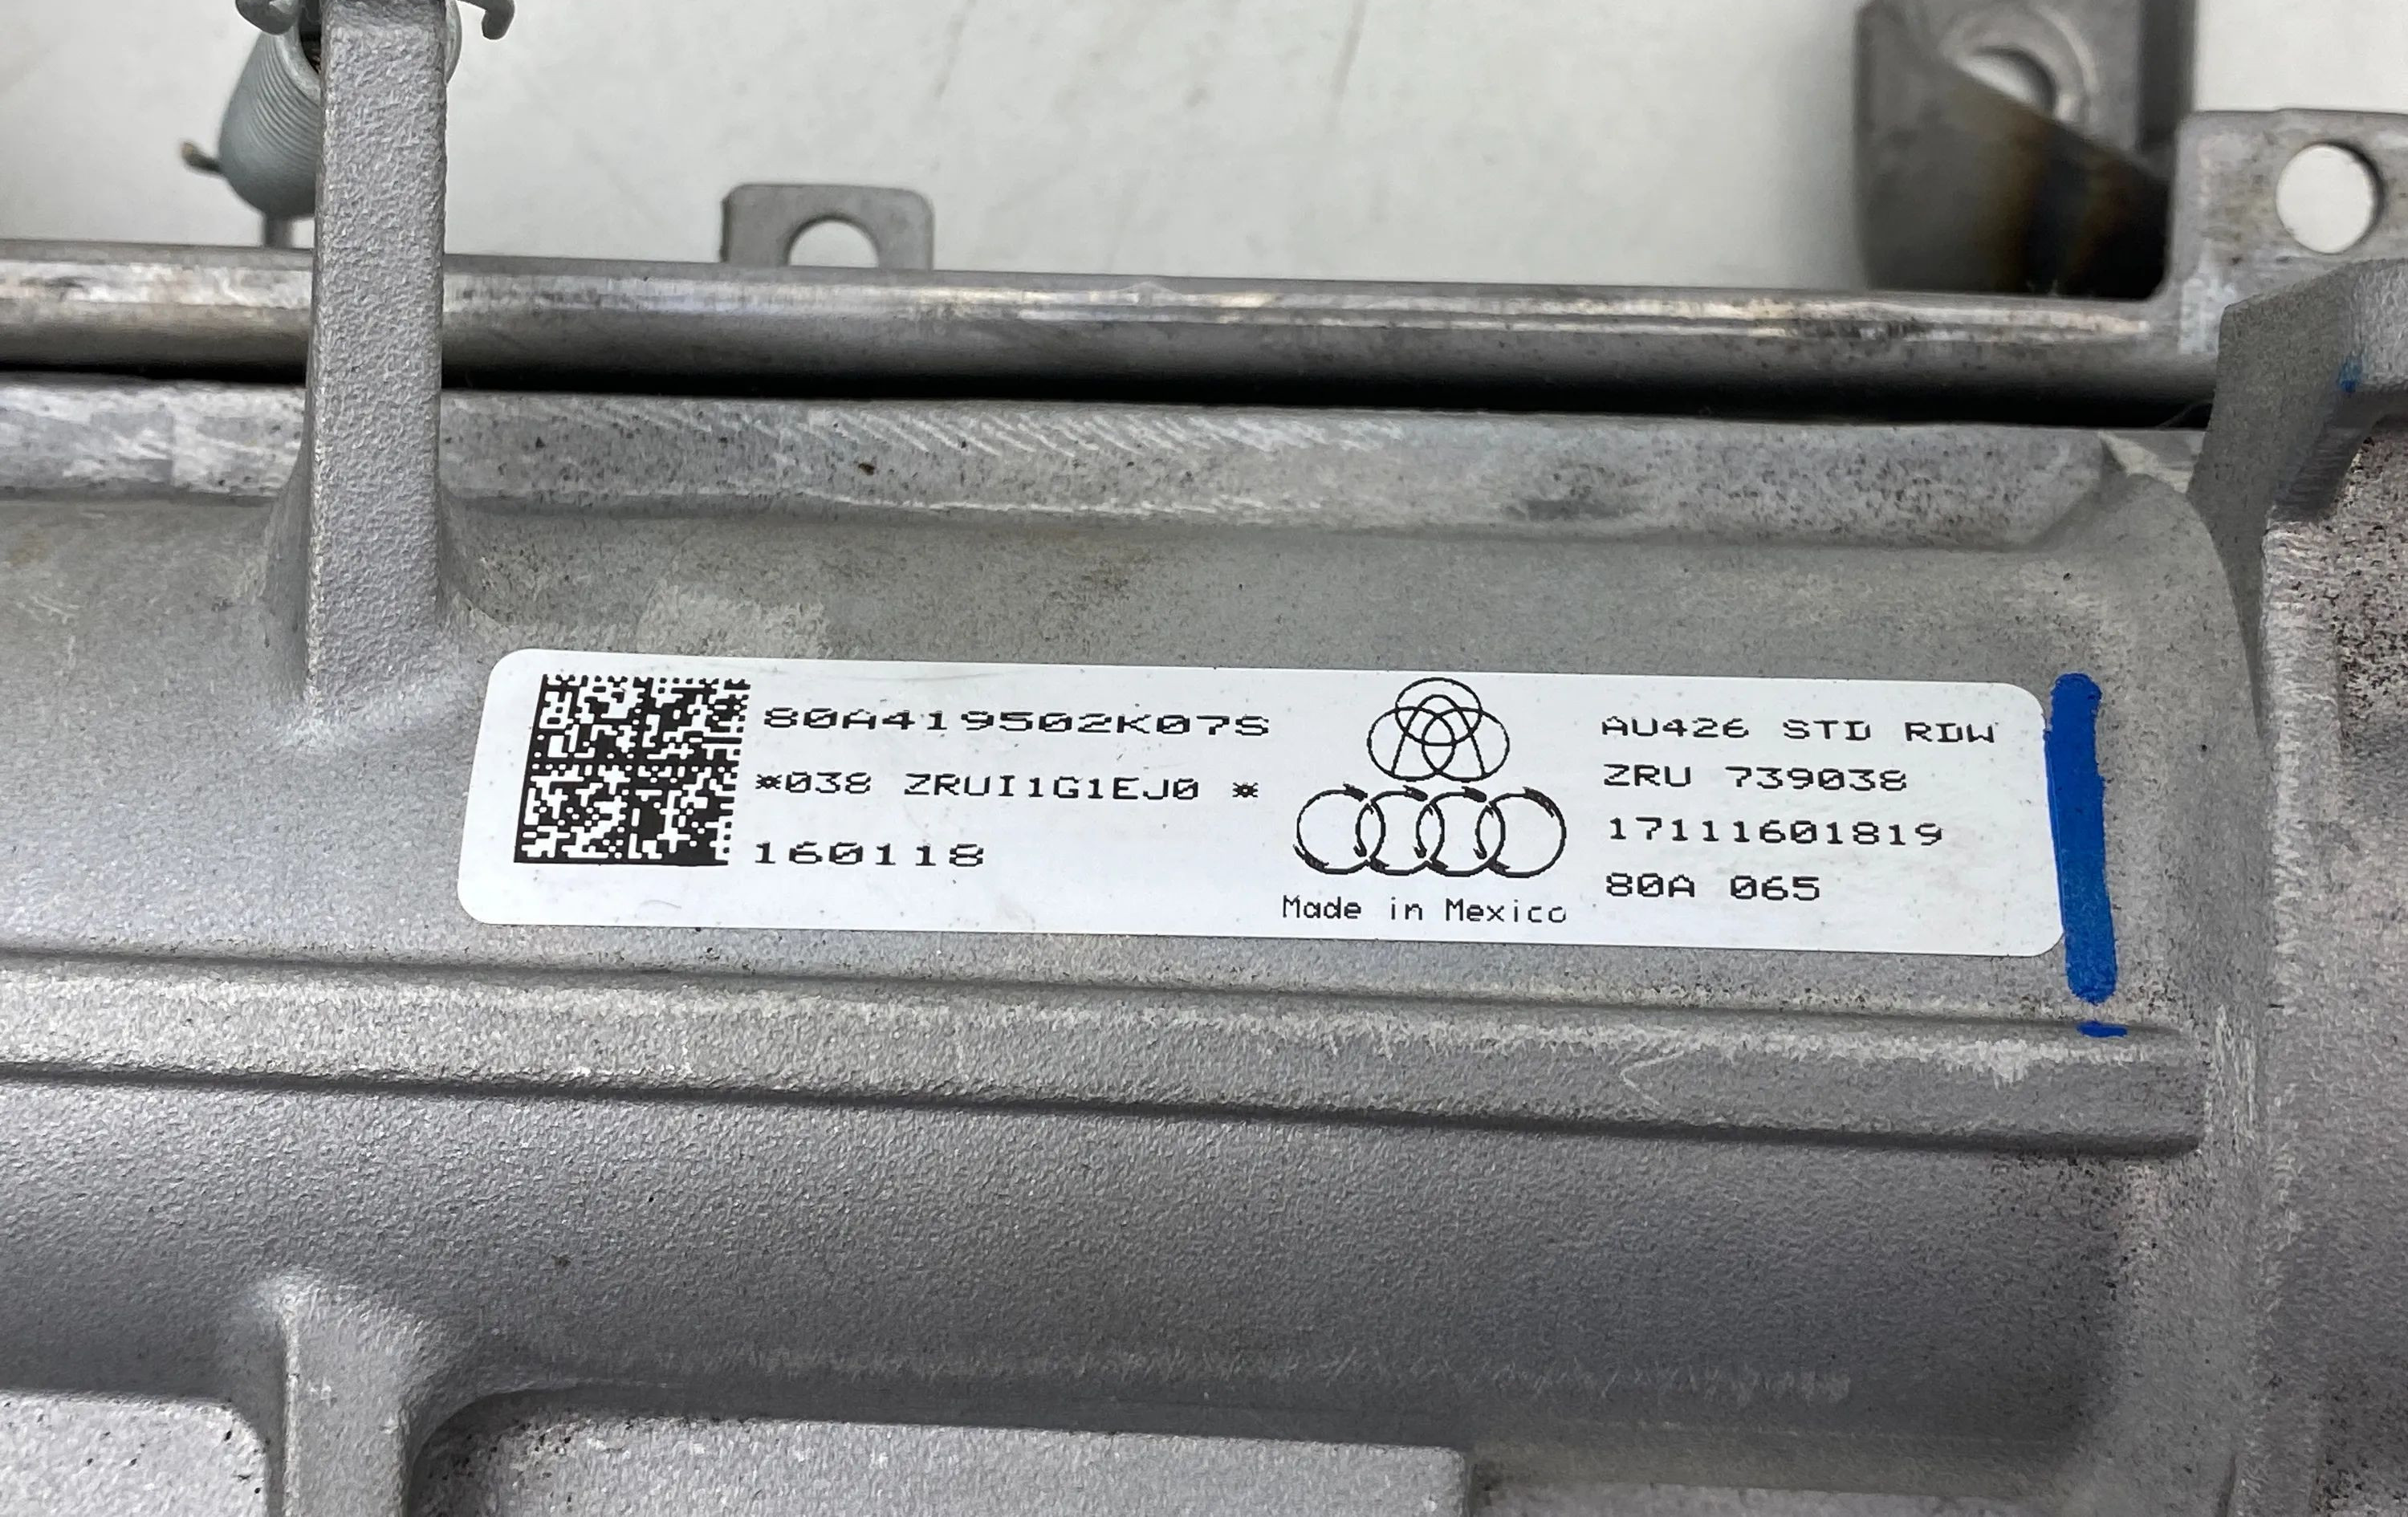 80A419502K07S
*038 ZRUI1G1EJ0 *
160118
Made in Mexico
AU426 STD RDW
ZRU 739038
17111601819
80A 065